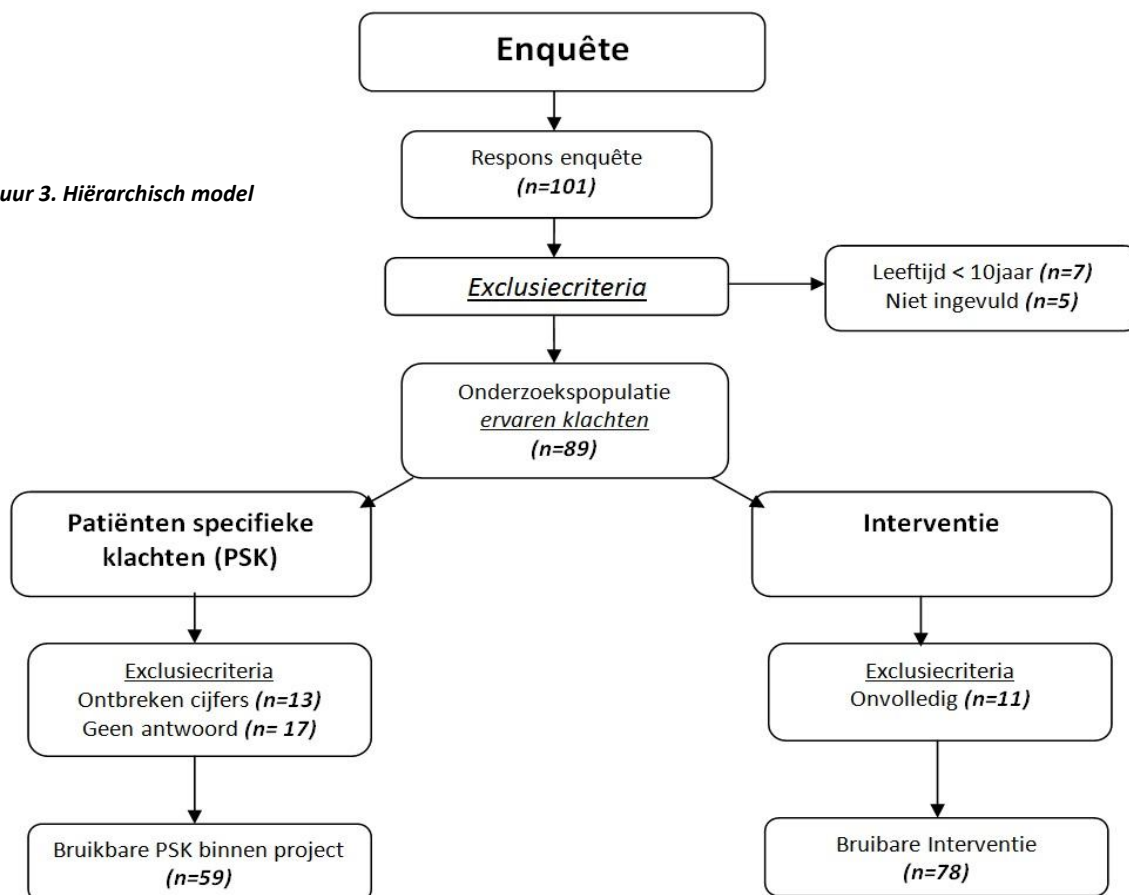 Enquête
Respons enquête
(n=101)
uur 3. Hiërarchisch model
Exclusiecriteria
Leeftijd < 10jaar (n=7)
Niet ingevuld (n=5)
Onderzoekspopulatie
ervaren klachten
(n=89)
Patiënten specifieke
klachten (PSK)
Interventie
Exclusiecriteria
Ontbreken cijfers (n=13)
Geen antwoord (n= 17)
Exclusiecriteria
Onvolledig (n=11)
Bruikbare PSK binnen project
(n=59)
Bruibare Interventie
(n=78)